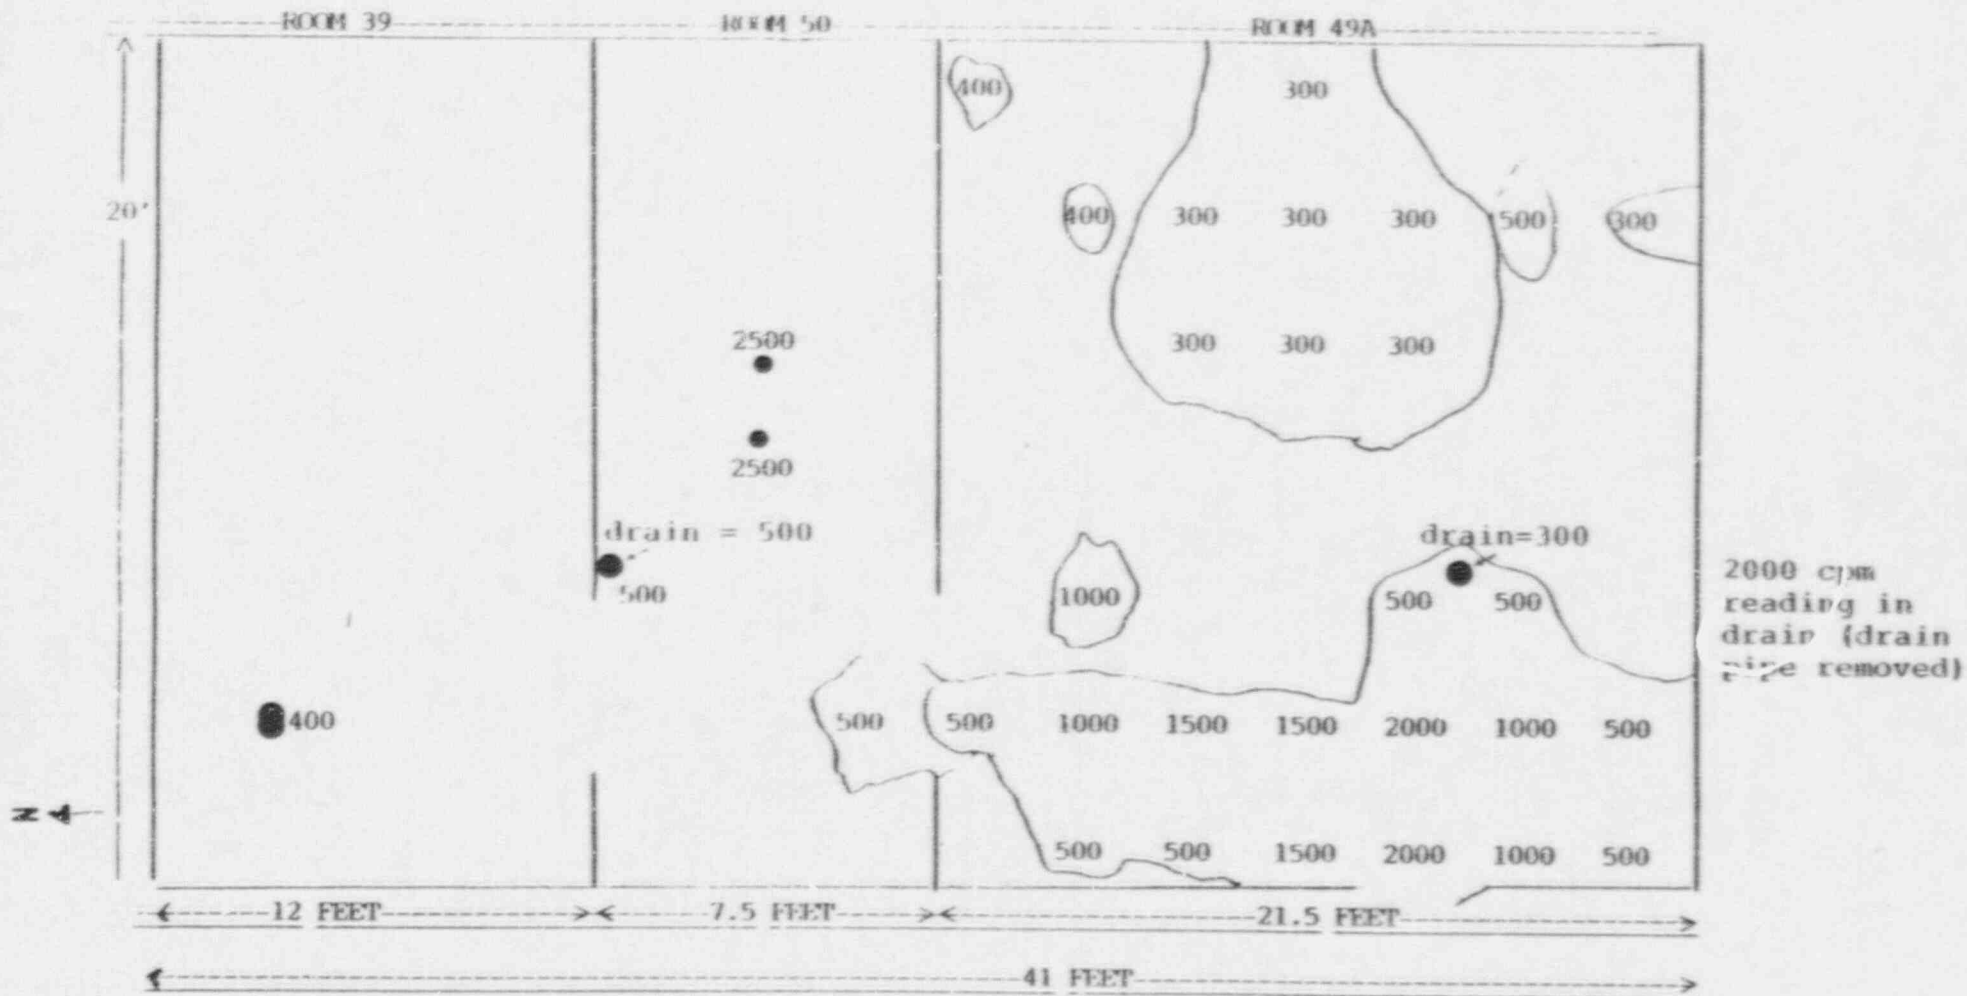 ROOM 39 ROOM 50 ROOM 49A
400 300
20'
400 300 300 300 500 300
2500
300 300 300
2500
drain = 500
drain=300
500
1000
500 500
2000 cpm
reading in
drain (drain
pipe removed)
400
500 500 1000 1500 1500 2000 1000 500
N
500 500 1500 2000 1000 500
12 FEET 7.5 FEET 21.5 FEET
41 FEET